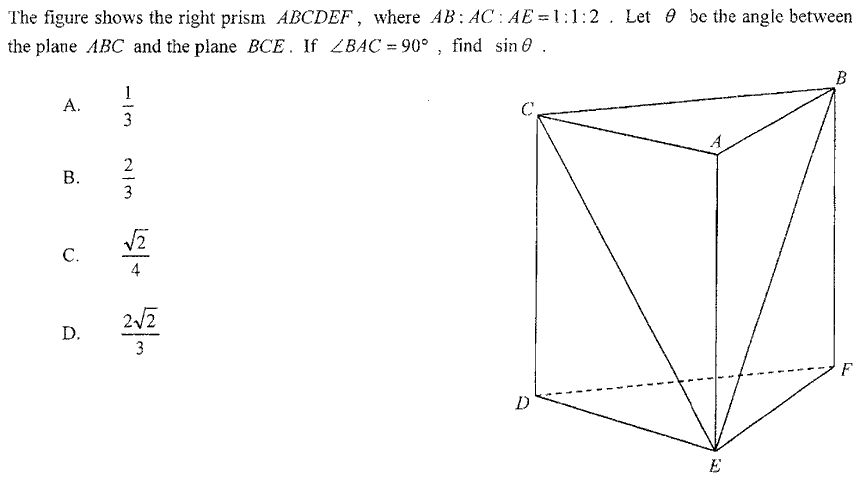 The figure shows the right prism ABCDEF , where AB : AC : AE = 1:1:2 . Let θ be the angle between
the plane ABC and the plane BCE . If ∠BAC = 90° , find sin θ .
A. 1/3
B. 2/3
C. √2/4
D. 2√2/3
B
C
A
F
D
E